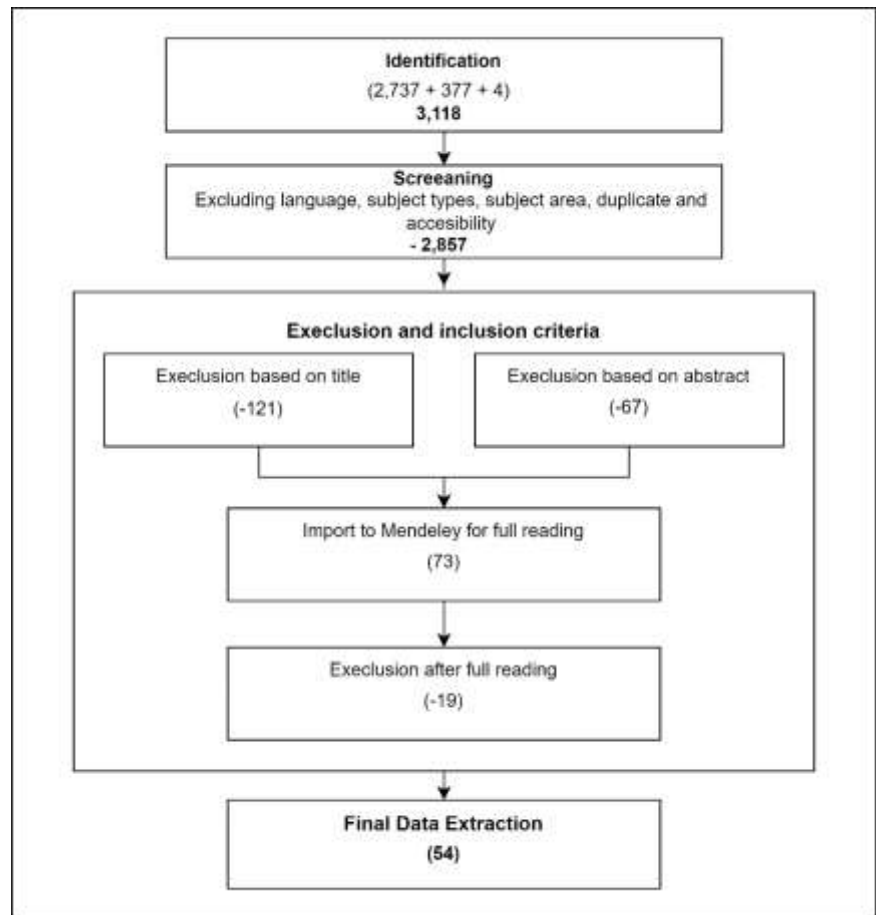 Identification
(2,737 + 377 + 4)
3,118
Screeaning
Excluding language, subject types, subject area, duplicate and
accesibility
- 2,857
Execlusion and inclusion criteria
Execlusion based on title
(-121)
Execlusion based on abstract
(-67)
Import to Mendeley for full reading
(73)
Execlusion after full reading
(-19)
Final Data Extraction
(54)